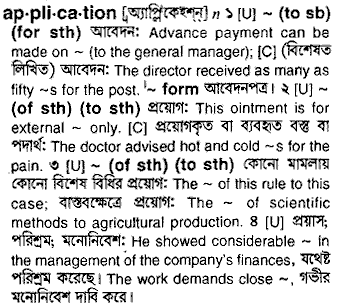 ap·pli·ca·tion [অ্যাপ্লিকেইশন্] n ১ [U] ~ (to sb)
(for sth) আবেদন: Advance payment can be
made on ~ (to the general manager); [C] (বিশেষত
লিখিত) আবেদন: The director received as many as
fifty ~s for the post. ~ form আবেদনপত্র। ২ [U] ~
(of sth) (to sth) প্রয়োগ: This ointment is for
external ~ only. [C] প্রয়োগকৃত বা ব্যবহৃত বস্তু বা
পদার্থ: The doctor advised hot and cold ~s for the
pain. ৩ [U] ~ (of sth) (to sth) কোনো মামলায়
কোনো বিশেষ বিধির প্রয়োগ: The ~ of this rule to this
case; বাস্তবক্ষেত্রে প্রয়োগ: The ~ of scientific
methods to agricultural production. ৪ [U] প্রয়াস;
পরিশ্রম; মনোনিবেশ: He showed considerable ~ in
the management of the company's finances, যথেষ্ট
পরিশ্রম করেছে। The work demands close ~, গভীর
মনোনিবেশ দাবি করে।